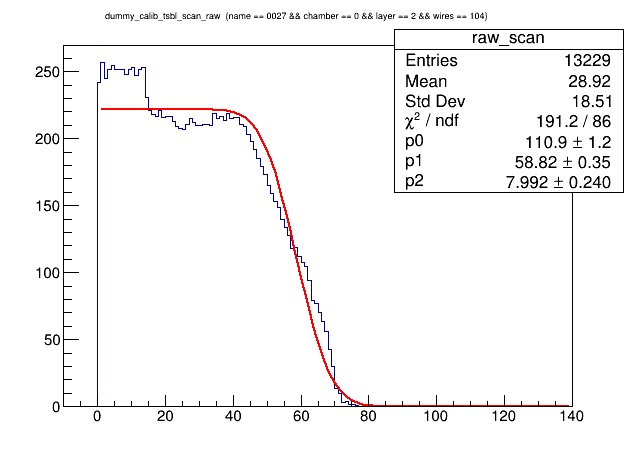 dummy_calib_tsbl_scan_raw (name == 0027 && chamber == 0 && layer == 2 && wires == 104)
raw_scan
Entries 13229
Mean 28.92
Std Dev 18.51
χ² / ndf 191.2 / 86
p0 110.9 ± 1.2
p1 58.82 ± 0.35
p2 7.992 ± 0.240
250
200
150
100
50
0
0 20 40 60 80 100 120 140